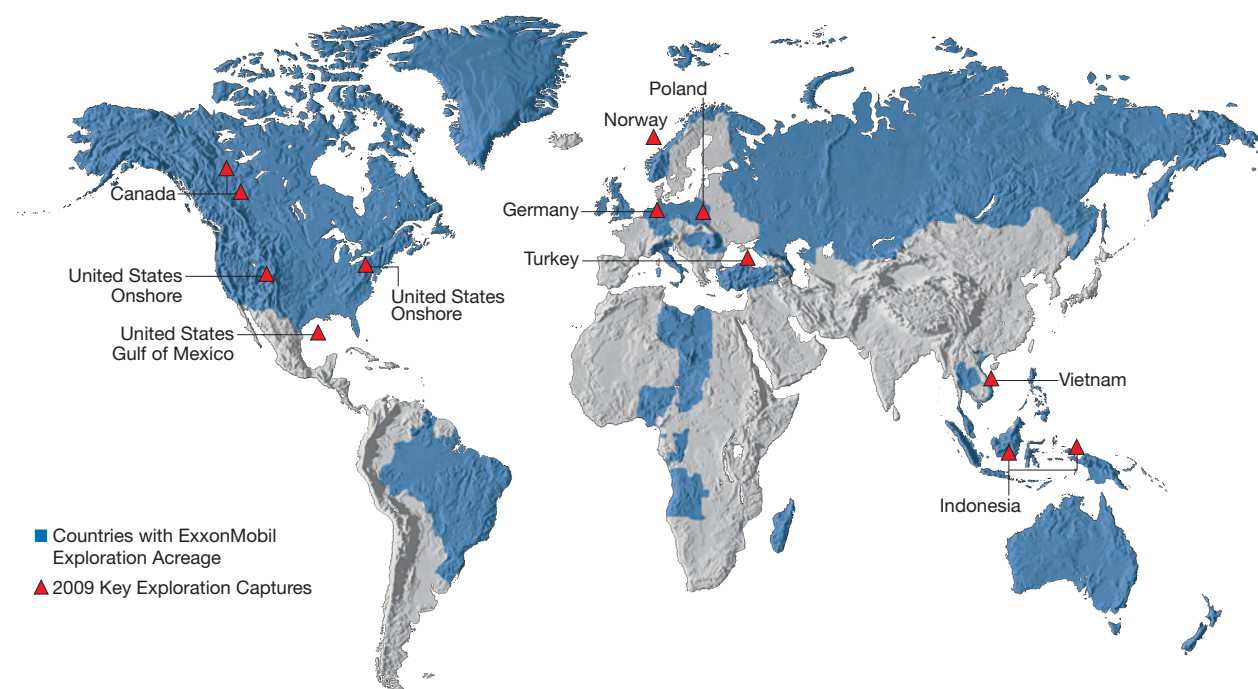 Poland
Norway
Canada
Germany
Turkey
United States
Onshore
United States
Onshore
United States
Gulf of Mexico
Vietnam
Indonesia
Countries with ExxonMobil
Exploration Acreage
2009 Key Exploration Captures